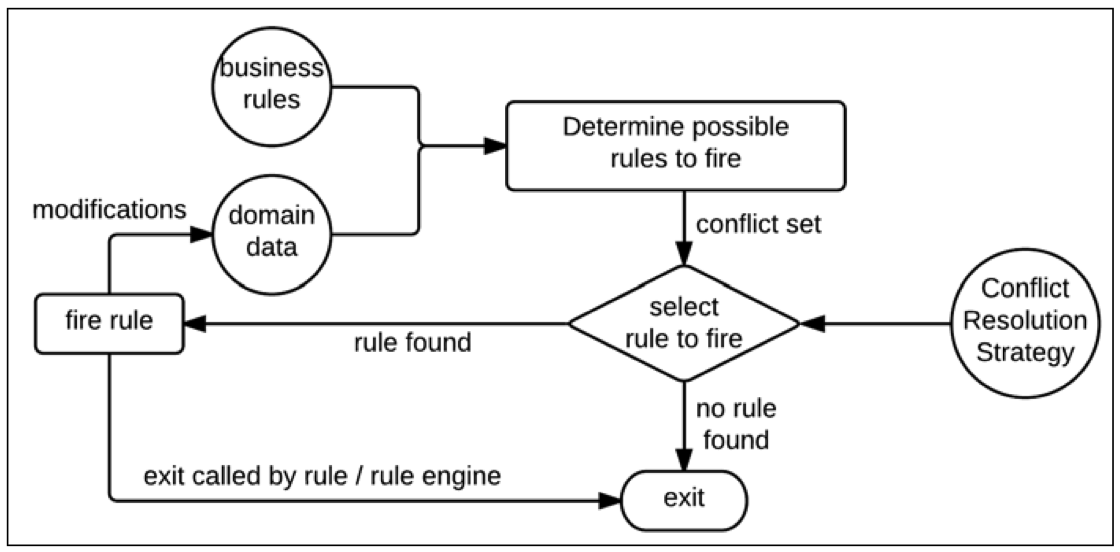 business
rules
Determine possible
rules to fire
modifications
domain
data
conflict set
fire rule
select
rule to fire
Conflict
Resolution
Strategy
rule found
no rule
found
exit called by rule / rule engine
exit